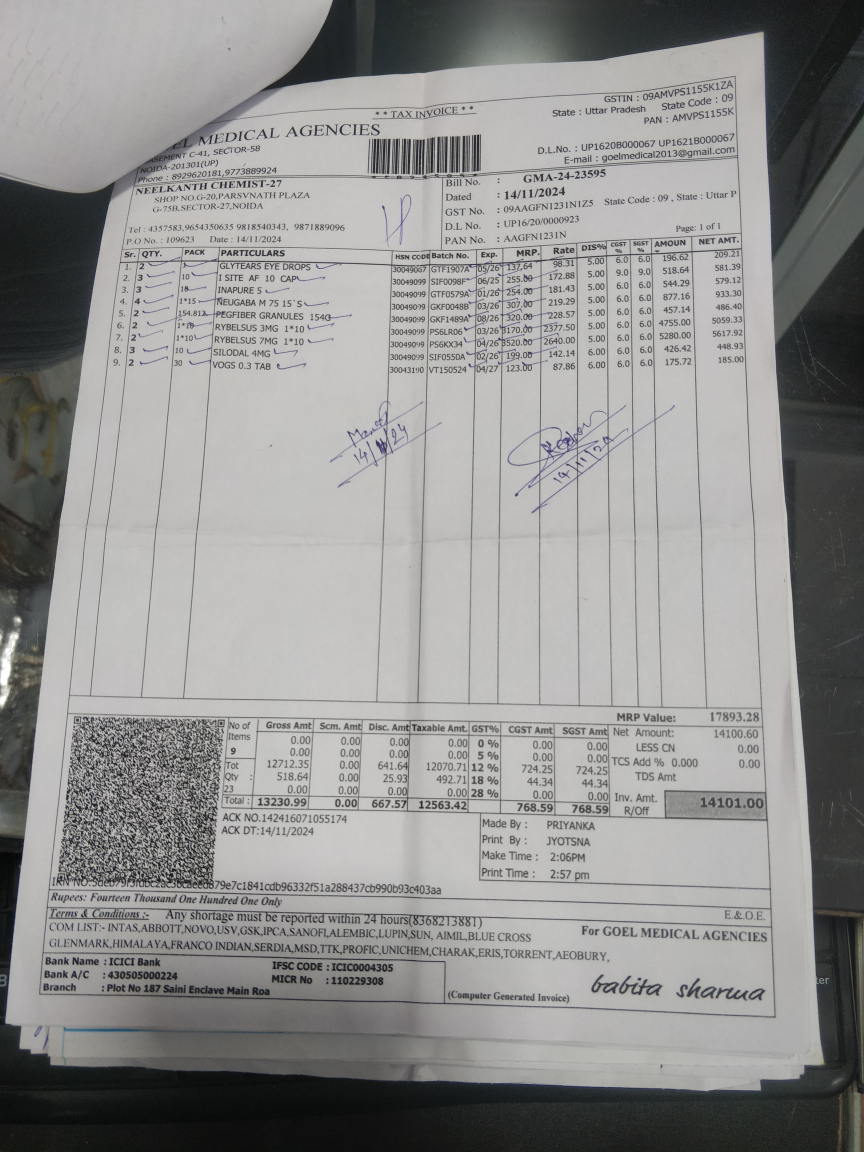 * * TAX INVOICE * *
GSTIN : 09AMVPS1155K1ZA
State : Uttar Pradesh State Code : 09
PAN : AMVPS1155K
D.L.No. : UP1620B000067 UP1621B000067
E-mail : goelmedical2013@gmail.com
OEL MEDICAL AGENCIES
ASEMENT C-41, SECTOR-58
NOIDA-201301(UP)
Phone : 8929620181,9773889924
NEELKANTH CHEMIST-27
SHOP NO.G-20,PARSVNATH PLAZA
G-75B,SECTOR-27,NOIDA
Tel : 4357583,9654350635 9818540343, 9871889096
P.O No. : 109623 Date : 14/11/2024
Bill No. : GMA-24-23595
Dated : 14/11/2024
GST No. : 09AAGFN1231N1Z5 State Code : 09 , State : Uttar P
D.L No. : UP16/20/0000923
PAN No. : AAGFN1231N
Page: 1 of 1
Sr. QTY. PACK PARTICULARS HSN CODE Batch No. Exp. MRP. Rate DIS% CGST % SGST % AMOUN NET AMT.
1. 2 GLYTEARS EYE DROPS 30049067 GTF1907A 05/26 137.64 98.31 5.00 6.0 6.0 196.62 209.21
2. 3 10 I SITE AF 10 CAP 30049099 SIF0098F 06/25 255.00 172.88 5.00 9.0 9.0 518.64 581.39
3. 3 10 INAPURE 5 30049099 GTF0579A 01/26 254.00 181.43 5.00 6.0 6.0 544.29 579.12
4. 4 1*15 NEUGABA M 75 15`S 30049099 GKF0048B 03/26 307.00 219.29 5.00 6.0 6.0 877.16 933.30
5. 2 154.812 PEGFIBER GRANULES 154G 30049099 GKF1489A 08/26 320.00 228.57 5.00 6.0 6.0 457.14 486.40
6. 2 1*10 RYBELSUS 3MG 1*10 30049099 PS6LR06 03/26 3170.00 2377.50 5.00 6.0 6.0 4755.00 5059.33
7. 2 1*10 RYBELSUS 7MG 1*10 30049099 PS6KX34 04/26 3520.00 2640.00 5.00 6.0 6.0 5280.00 5617.92
8. 3 10 SILODAL 4MG 30049099 SIF0550A 02/26 199.00 142.14 6.00 6.0 6.0 426.42 448.93
9. 2 30 VOGS 0.3 TAB 30043190 VT150524 04/27 123.00 87.86 6.00 6.0 6.0 175.72 185.00
14/11/24
14/11/24
MRP Value: 17893.28
No of Items 9
Tot Qty : 23
Gross Amt Scm. Amt Disc. Amt Taxable Amt. GST% CGST Amt SGST Amt
0.00 0.00 0.00 0.00 0 % 0.00 0.00
0.00 0.00 0.00 0.00 5 % 0.00 0.00
12712.35 0.00 641.64 12070.71 12 % 724.25 724.25
518.64 0.00 25.93 492.71 18 % 44.34 44.34
0.00 0.00 0.00 0.00 28 % 0.00 0.00
Total : 13230.99 0.00 667.57 12563.42 768.59 768.59
Net Amount: 14100.60
LESS CN 0.00
TCS Add % 0.000 0.00
TDS Amt
Inv. Amt. R/Off 14101.00
ACK NO.142416071055174
ACK DT:14/11/2024
Made By : PRIYANKA
Print By : JYOTSNA
Make Time : 2:06PM
Print Time : 2:57 pm
Rupees: Fourteen Thousand One Hundred One Only
E.&.O.E.
Terms & Conditions :- Any shortage must be reported within 24 hours(8368213881)
COM LIST:- INTAS,ABBOTT,NOVO,USV,GSK,IPCA,SANOFI,ALEMBIC,LUPIN,SUN, AIMIL,BLUE CROSS
GLENMARK,HIMALAYA,FRANCO INDIAN,SERDIA,MSD,TTK,PROFIC,UNICHEM,CHARAK,ERIS,TORRENT,AEOBURY,
For GOEL MEDICAL AGENCIES
Bank Name : ICICI Bank IFSC CODE : ICIC0004305
Bank A/C : 430505000224 MICR No : 110229308
Branch : Plot No 187 Saini Enclave Main Roa
(Computer Generated Invoice)
babita sharma